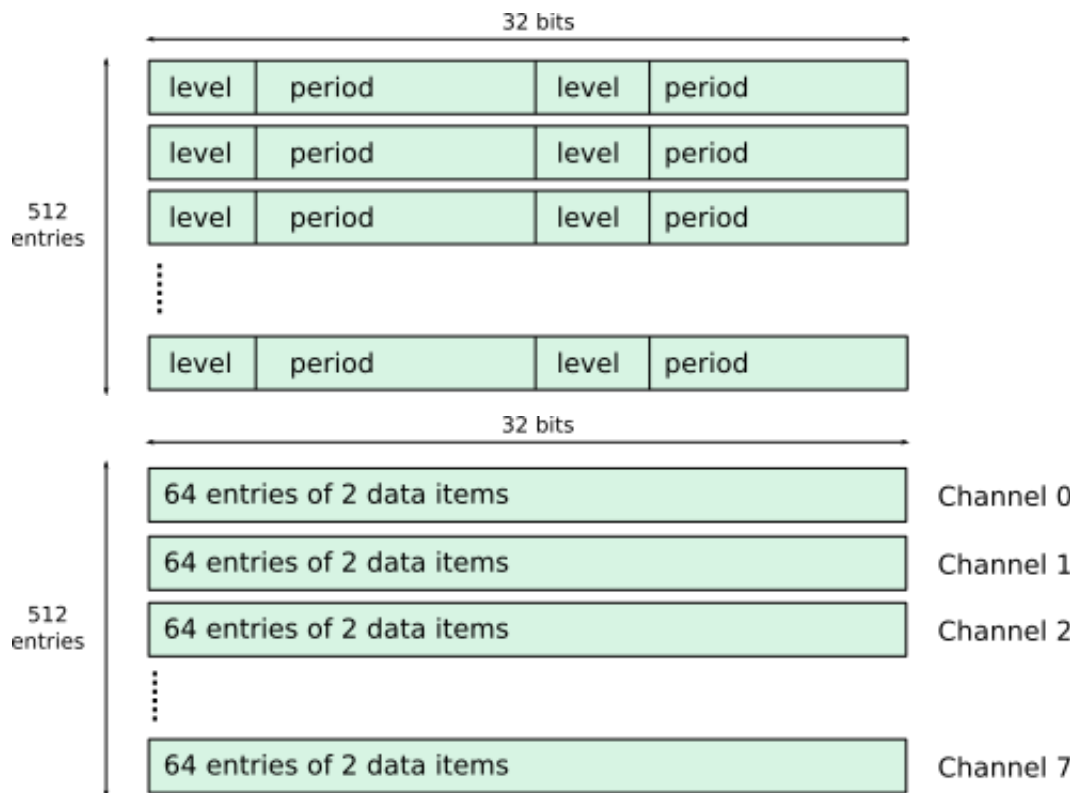 32 bits
level period level period
level period level period
512
entries
level period level period
level period level period
32 bits
64 entries of 2 data items Channel 0
64 entries of 2 data items Channel 1
512
entries
64 entries of 2 data items Channel 2
64 entries of 2 data items Channel 7